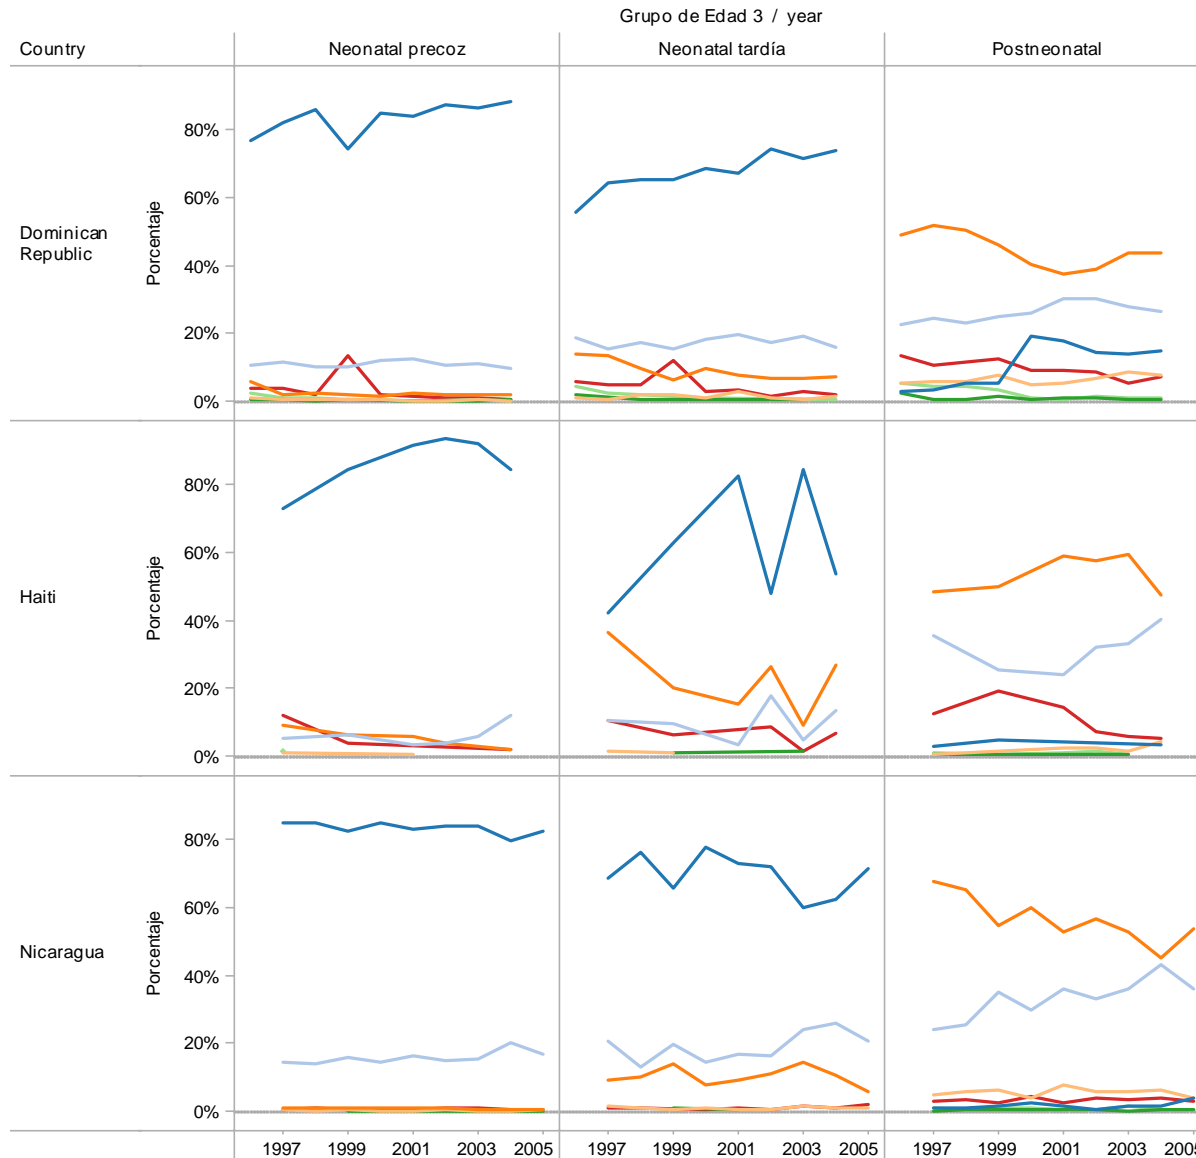 Grupo de Edad 3 / year
Country
Neonatal precoz
Neonatal tardía
Postneonatal
Dominican
Republic
Porcentaje
80%
60%
40%
20%
0%
Haiti
Porcentaje
80%
60%
40%
20%
0%
Nicaragua
Porcentaje
80%
60%
40%
20%
0%
1997 1999 2001 2003 2005
1997 1999 2001 2003 2005
1997 1999 2001 2003 2005